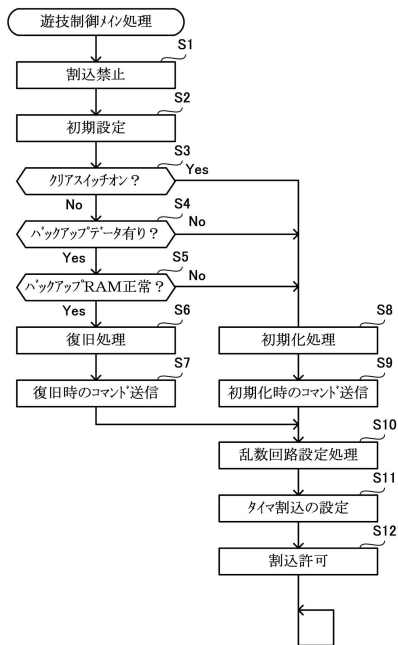 遊技制御メイン処理
S1
割込禁止
S2
初期設定
S3
クリアスイッチオン？
Yes
No
S4
バックアップデータ有り？
No
Yes
S5
バックアップRAM正常？
No
Yes
S6
復旧処理
S8
初期化処理
S7
復旧時のコマンド送信
S9
初期化時のコマンド送信
S10
乱数回路設定処理
S11
タイマ割込の設定
S12
割込許可